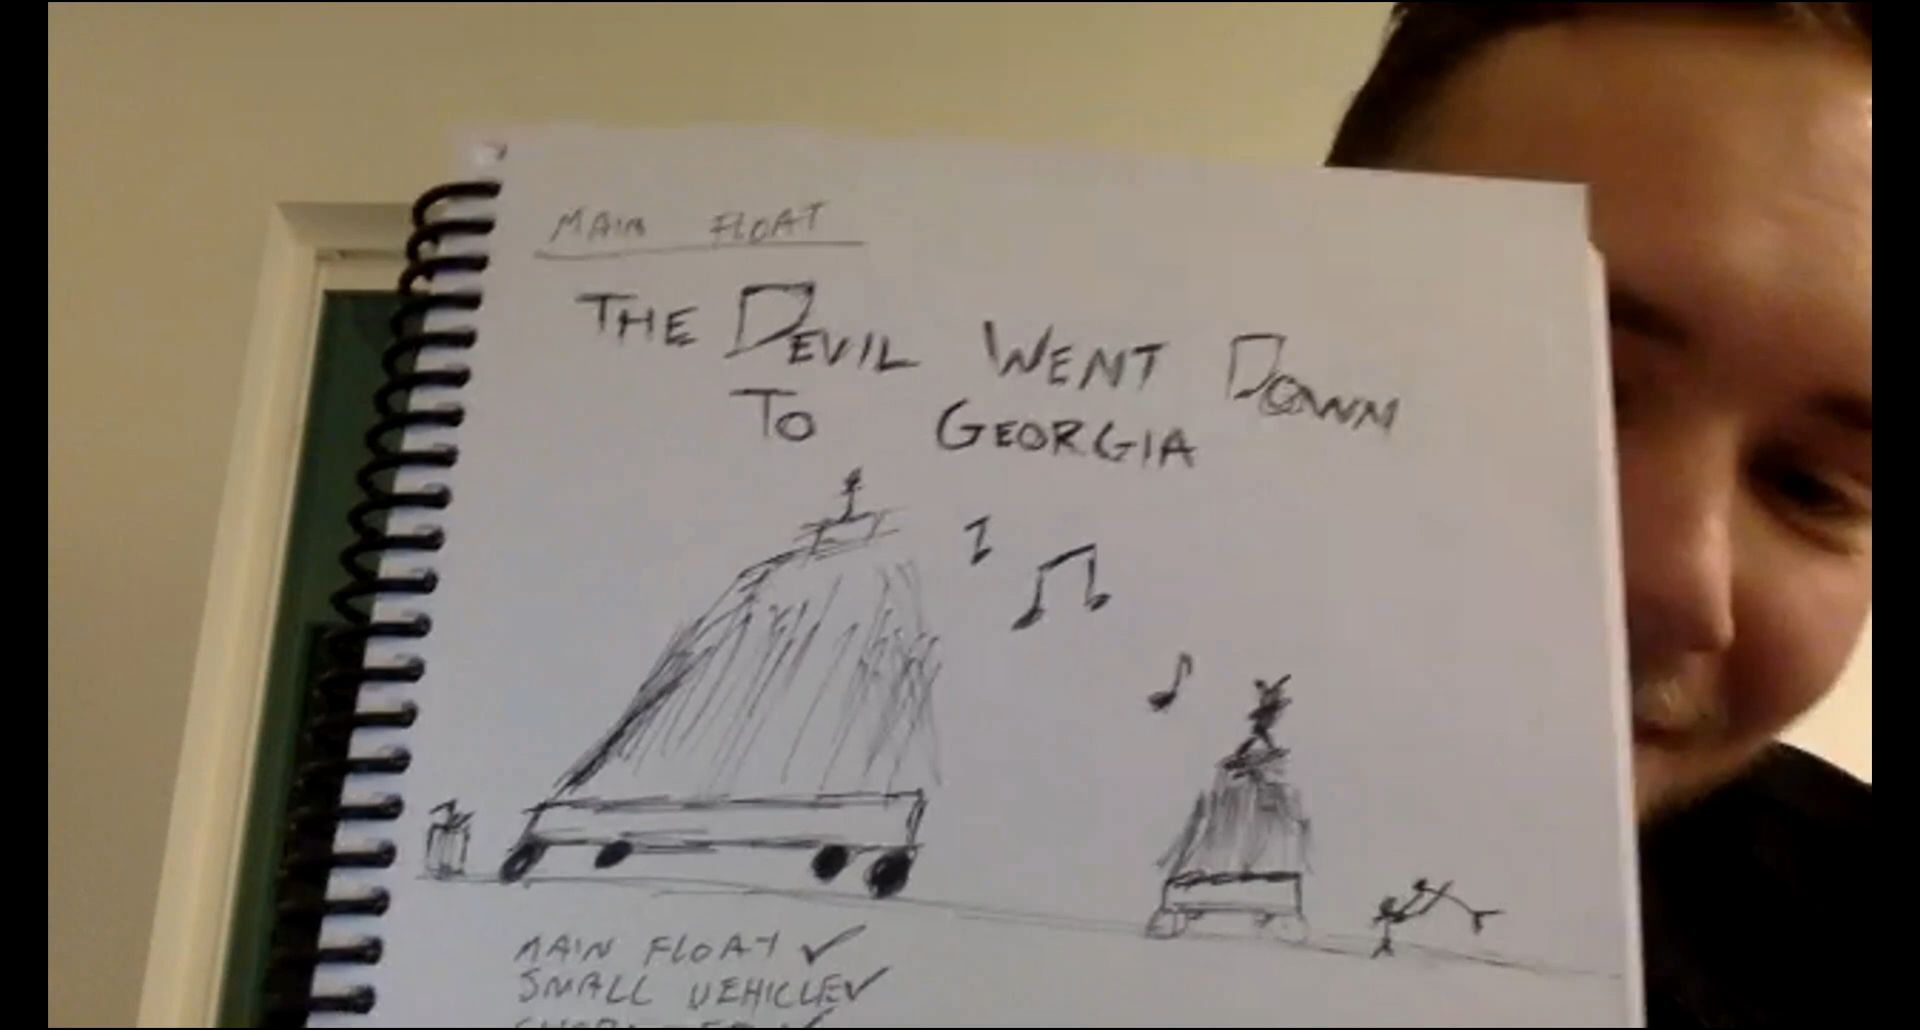 MAIN FLOAT
THE DEVIL WENT DOWN
TO GEORGIA
MAIN FLOAT ✓
SMALL VEHICLE ✓